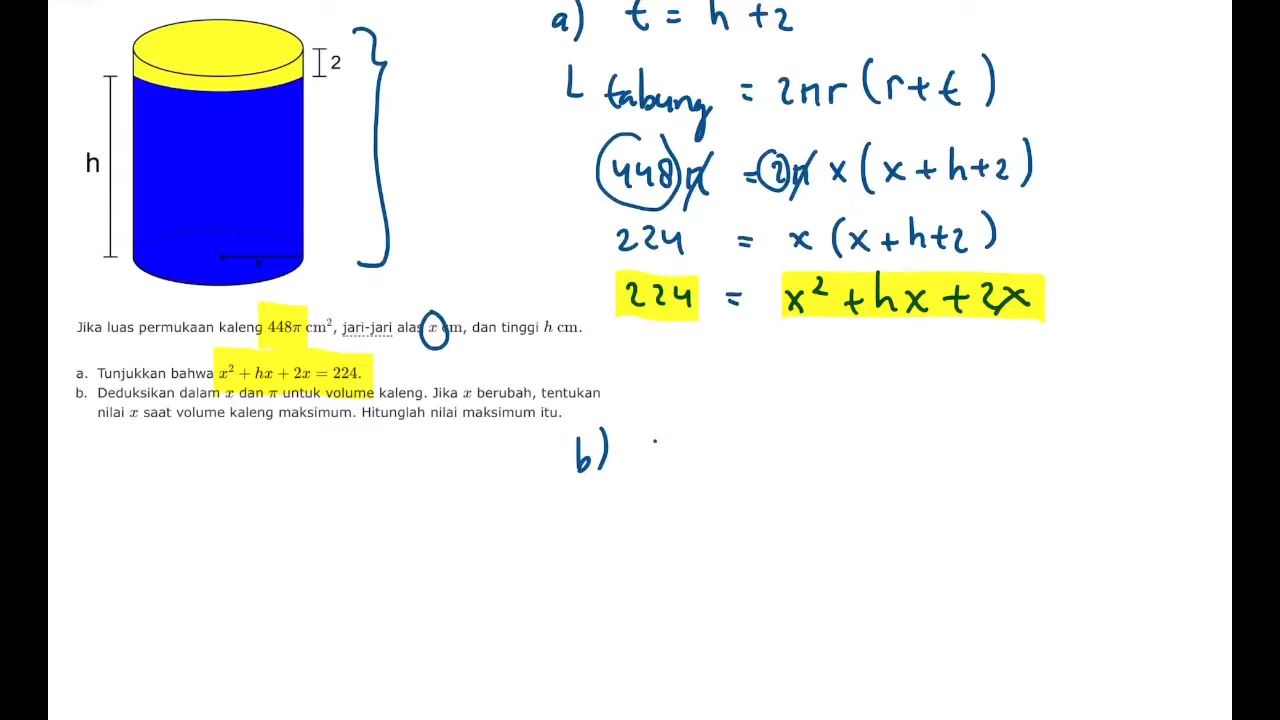 a) t = h + 2
2
h
L tabung = 2πr (r + t)
448π = 2π x (x + h + 2)
224 = x (x + h + 2)
224 = x² + hx + 2x
x
Jika luas permukaan kaleng 448π cm², jari-jari alas x cm, dan tinggi h cm.
a. Tunjukkan bahwa x² + hx + 2x = 224.
b. Deduksikan dalam x dan π untuk volume kaleng. Jika x berubah, tentukan
nilai x saat volume kaleng maksimum. Hitunglah nilai maksimum itu.
b)